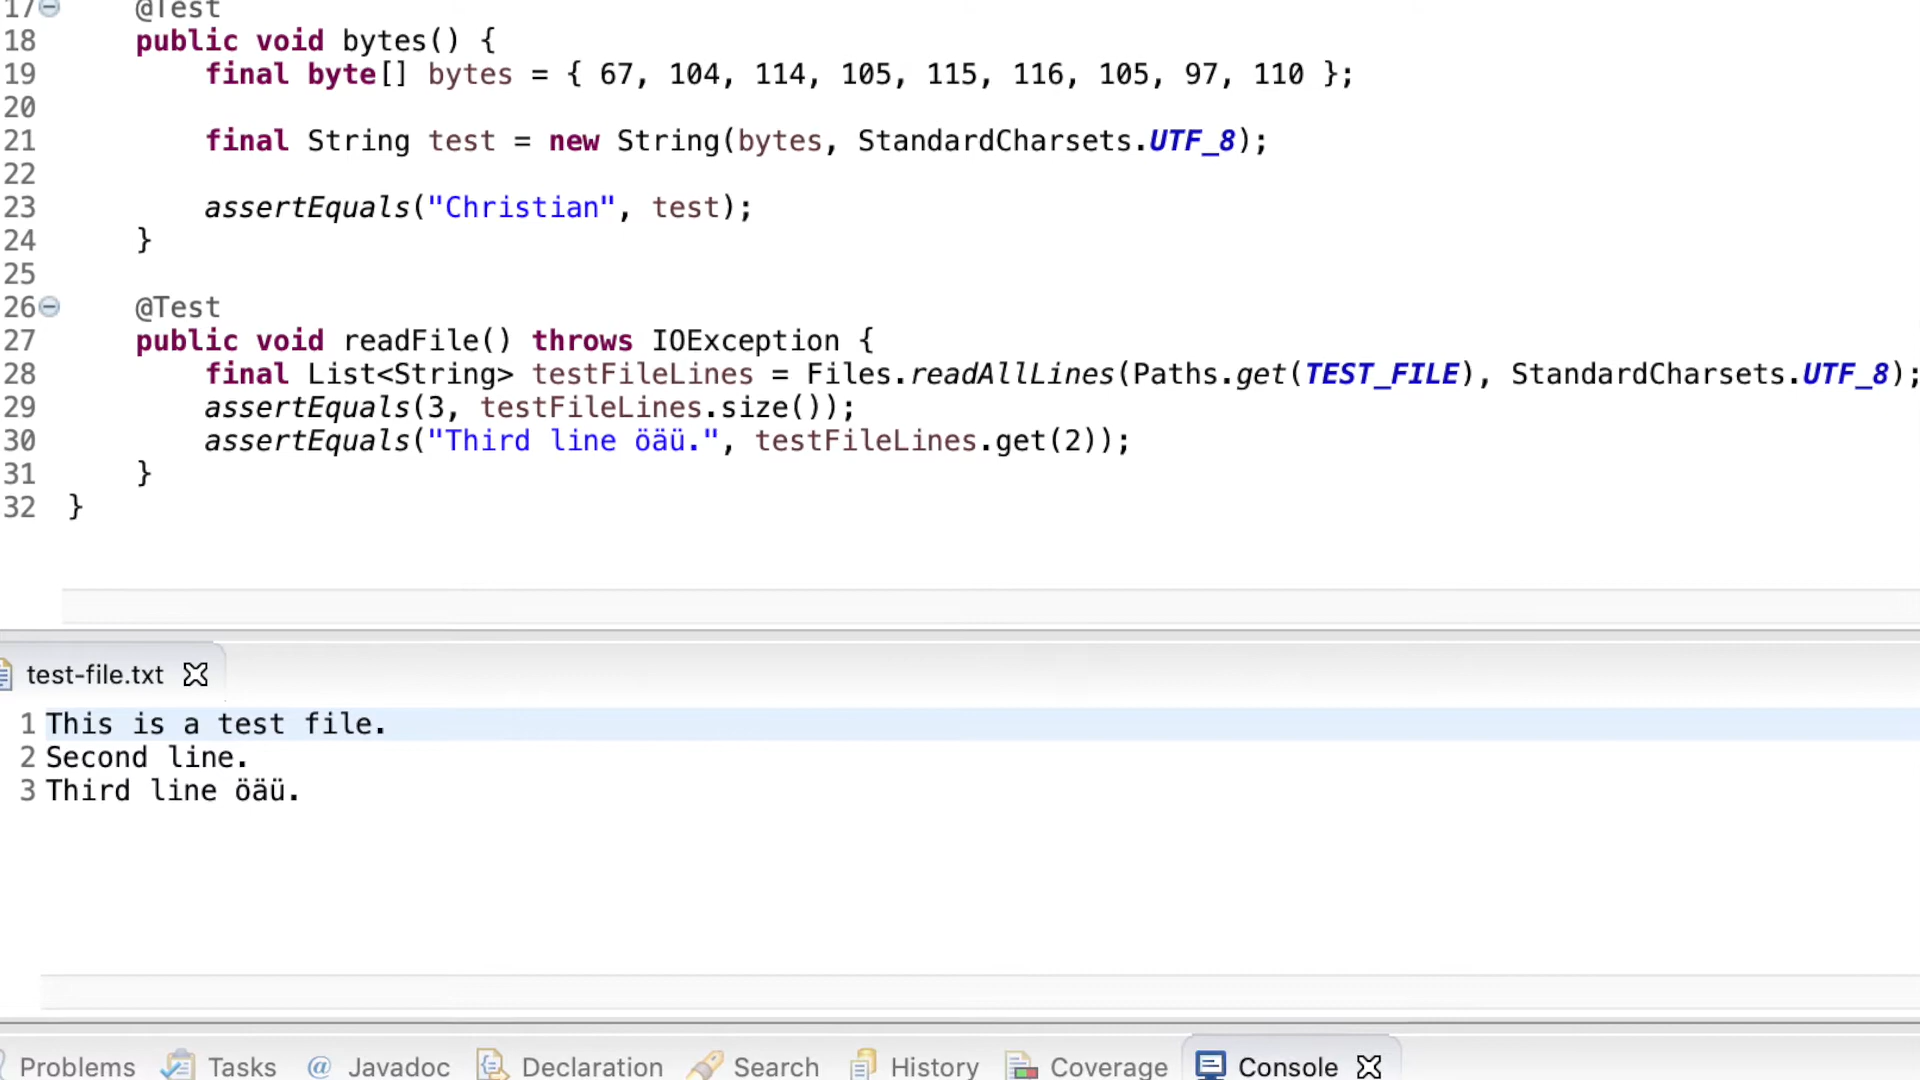 17 @Test
18 public void bytes() {
19 final byte[] bytes = { 67, 104, 114, 105, 115, 116, 105, 97, 110 };
20
21 final String test = new String(bytes, StandardCharsets.UTF_8);
22
23 assertEquals("Christian", test);
24 }
25
26 @Test
27 public void readFile() throws IOException {
28 final List<String> testFileLines = Files.readAllLines(Paths.get(TEST_FILE), StandardCharsets.UTF_8);
29 assertEquals(3, testFileLines.size());
30 assertEquals("Third line öäü.", testFileLines.get(2));
31 }
32 }
test-file.txt
1 This is a test file.
2 Second line.
3 Third line öäü.
Problems @ Tasks Javadoc Declaration Search History Coverage Console